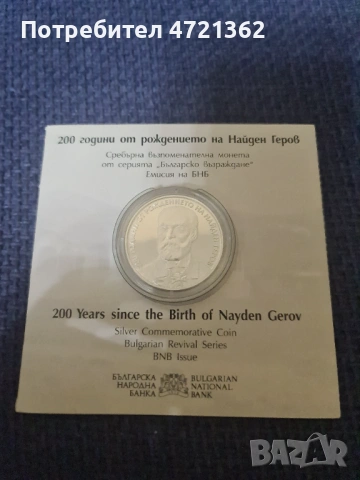 Потребител 4721362
200 години от рождението на Найден Геров
Сребърна възпоменателна монета
от серията „Българско възраждане“
Емисия на БНБ
200 Years since the Birth of Nayden Gerov
Silver Commemorative Coin
Bulgarian Revival Series
BNB Issue
БЪЛГАРСКА НАРОДНА БАНКА
BULGARIAN NATIONAL BANK
BAZAR